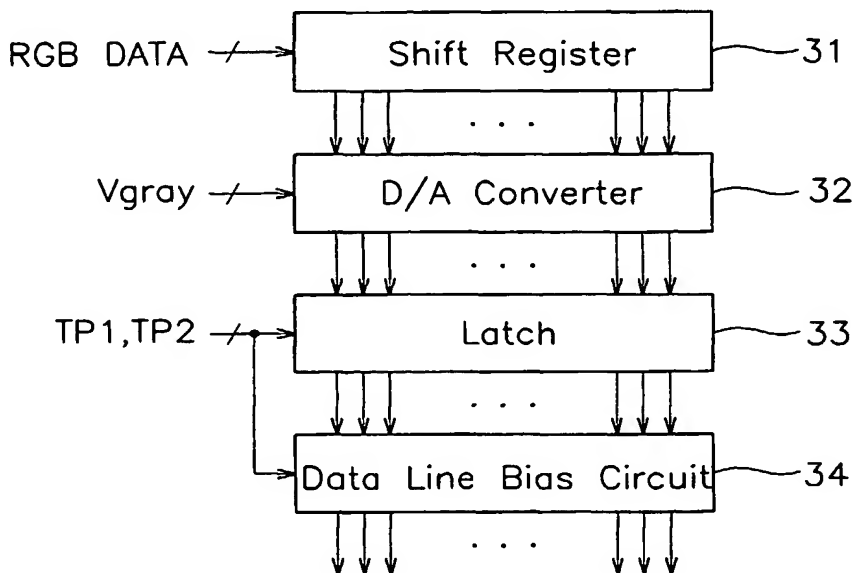 RGB DATA Shift Register 31
. . .
Vgray D/A Converter 32
. . .
TP1,TP2 Latch 33
. . .
Data Line Bias Circuit 34
. . .